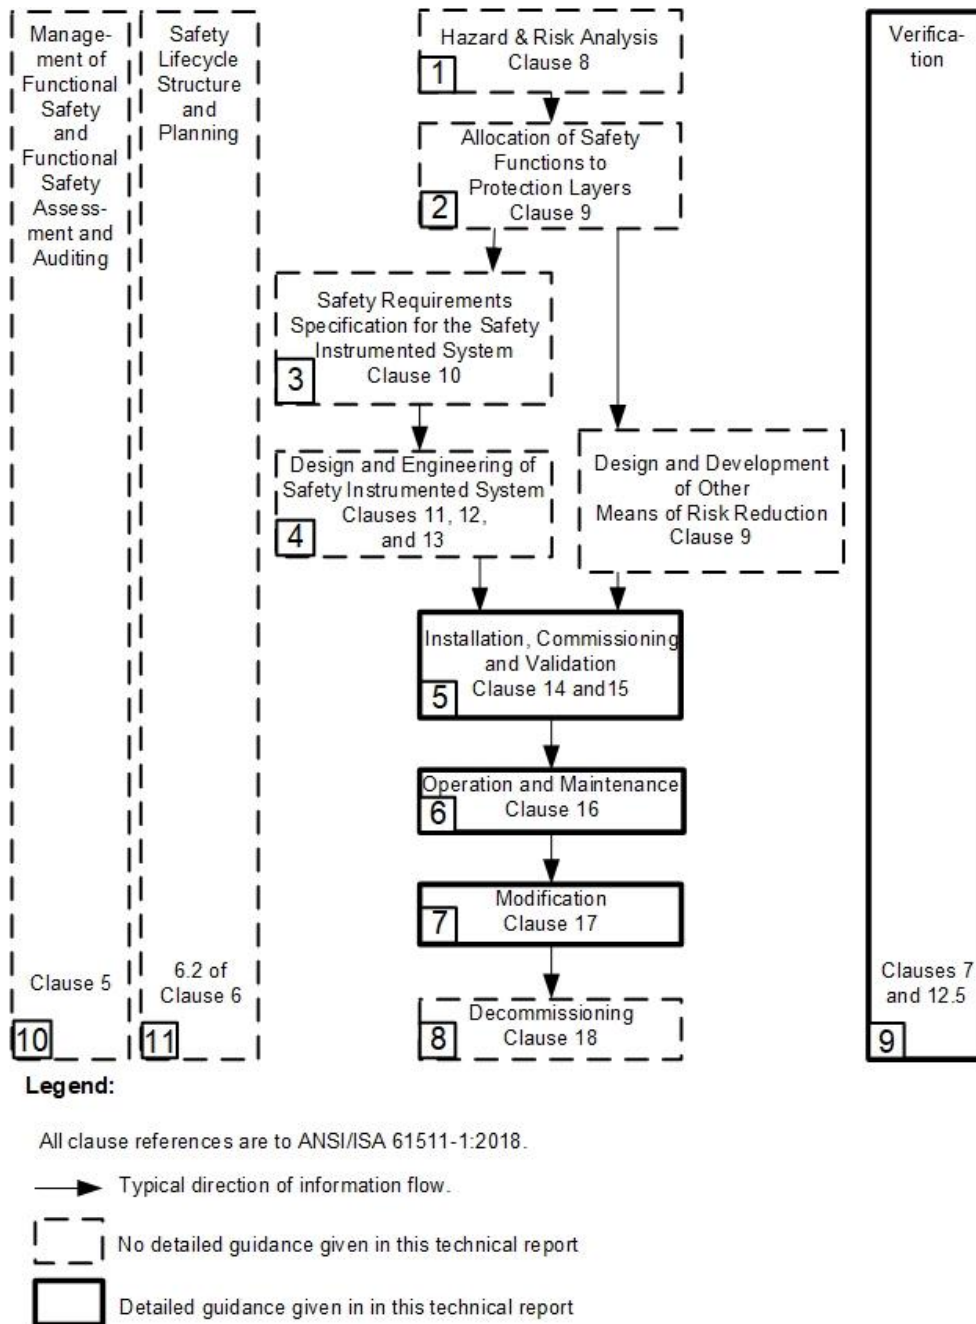 Manage-
ment of
Functional
Safety
and
Functional
Safety
Assess-
ment and
Auditing
Clause 5
10
Safety
Lifecycle
Structure
and
Planning
6.2 of
Clause 6
11
Hazard & Risk Analysis
Clause 8
1
Allocation of Safety
Functions to
Protection Layers
Clause 9
2
Safety Requirements
Specification for the Safety
Instrumented System
Clause 10
3
Design and Engineering of
Safety Instrumented System
Clauses 11, 12,
and 13
4
Design and Development
of Other
Means of Risk Reduction
Clause 9
Installation, Commissioning
and Validation
Clause 14 and15
5
Operation and Maintenance
Clause 16
6
Modification
Clause 17
7
Decommissioning
Clause 18
8
Verifica-
tion
Clauses 7
and 12.5
9
Legend:
All clause references are to ANSI/ISA 61511-1:2018.
Typical direction of information flow.
No detailed guidance given in this technical report
Detailed guidance given in in this technical report